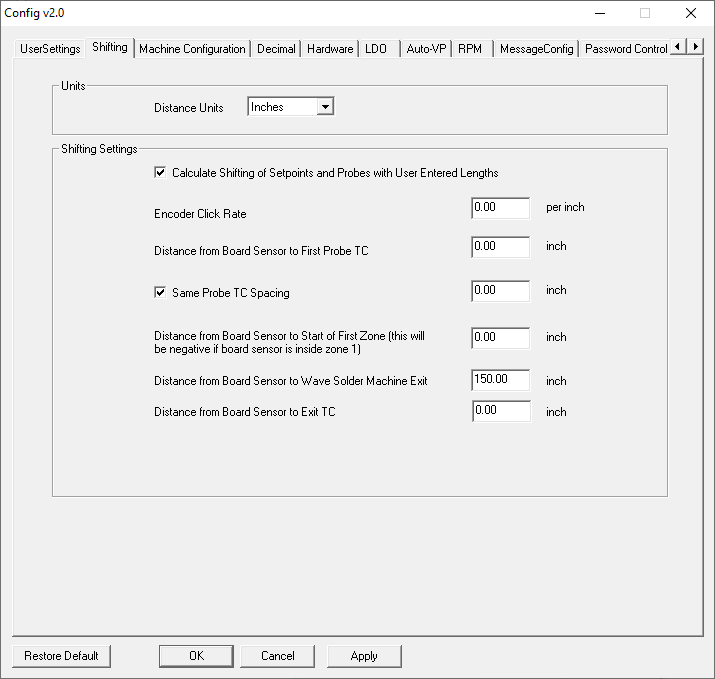 Config v2.0
UserSettings Shifting Machine Configuration Decimal Hardware LDO Auto-VP RPM MessageConfig Password Control
Units
Distance Units Inches
Shifting Settings
Calculate Shifting of Setpoints and Probes with User Entered Lengths
Encoder Click Rate 0.00 per inch
Distance from Board Sensor to First Probe TC 0.00 inch
Same Probe TC Spacing 0.00 inch
Distance from Board Sensor to Start of First Zone (this will
be negative if board sensor is inside zone 1) 0.00 inch
Distance from Board Sensor to Wave Solder Machine Exit 150.00 inch
Distance from Board Sensor to Exit TC 0.00 inch
Restore Default OK Cancel Apply